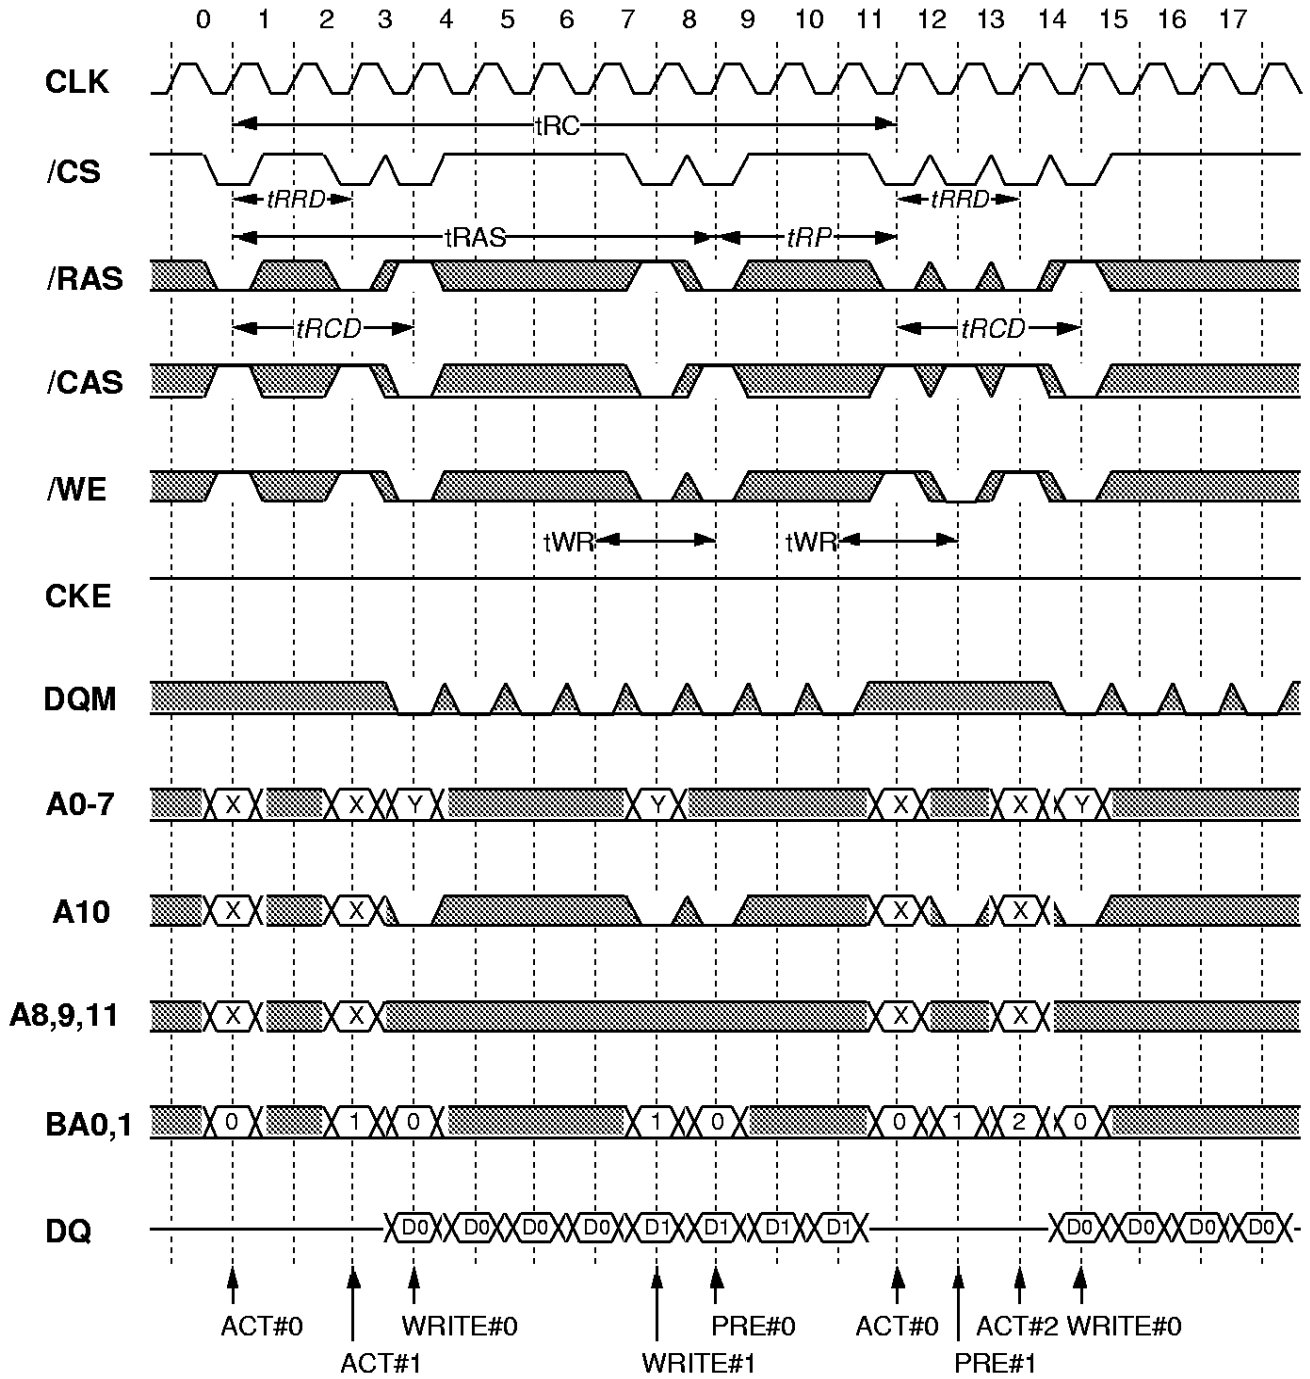 0 1 2 3 4 5 6 7 8 9 10 11 12 13 14 15 16 17
CLK
tRC
/CS
tRRD tRRD
tRAS tRP
/RAS
tRCD tRCD
/CAS
/WE
tWR tWR
CKE
DQM
A0-7 X X Y Y X X Y
A10 X X X X
A8,9,11 X X X X
BA0,1 0 1 0 1 0 0 1 2 0
DQ D0 D0 D0 D0 D1 D1 D1 D1 D0 D0 D0 D0
ACT#0 WRITE#0 PRE#0 ACT#0 ACT#2 WRITE#0
ACT#1 WRITE#1 PRE#1